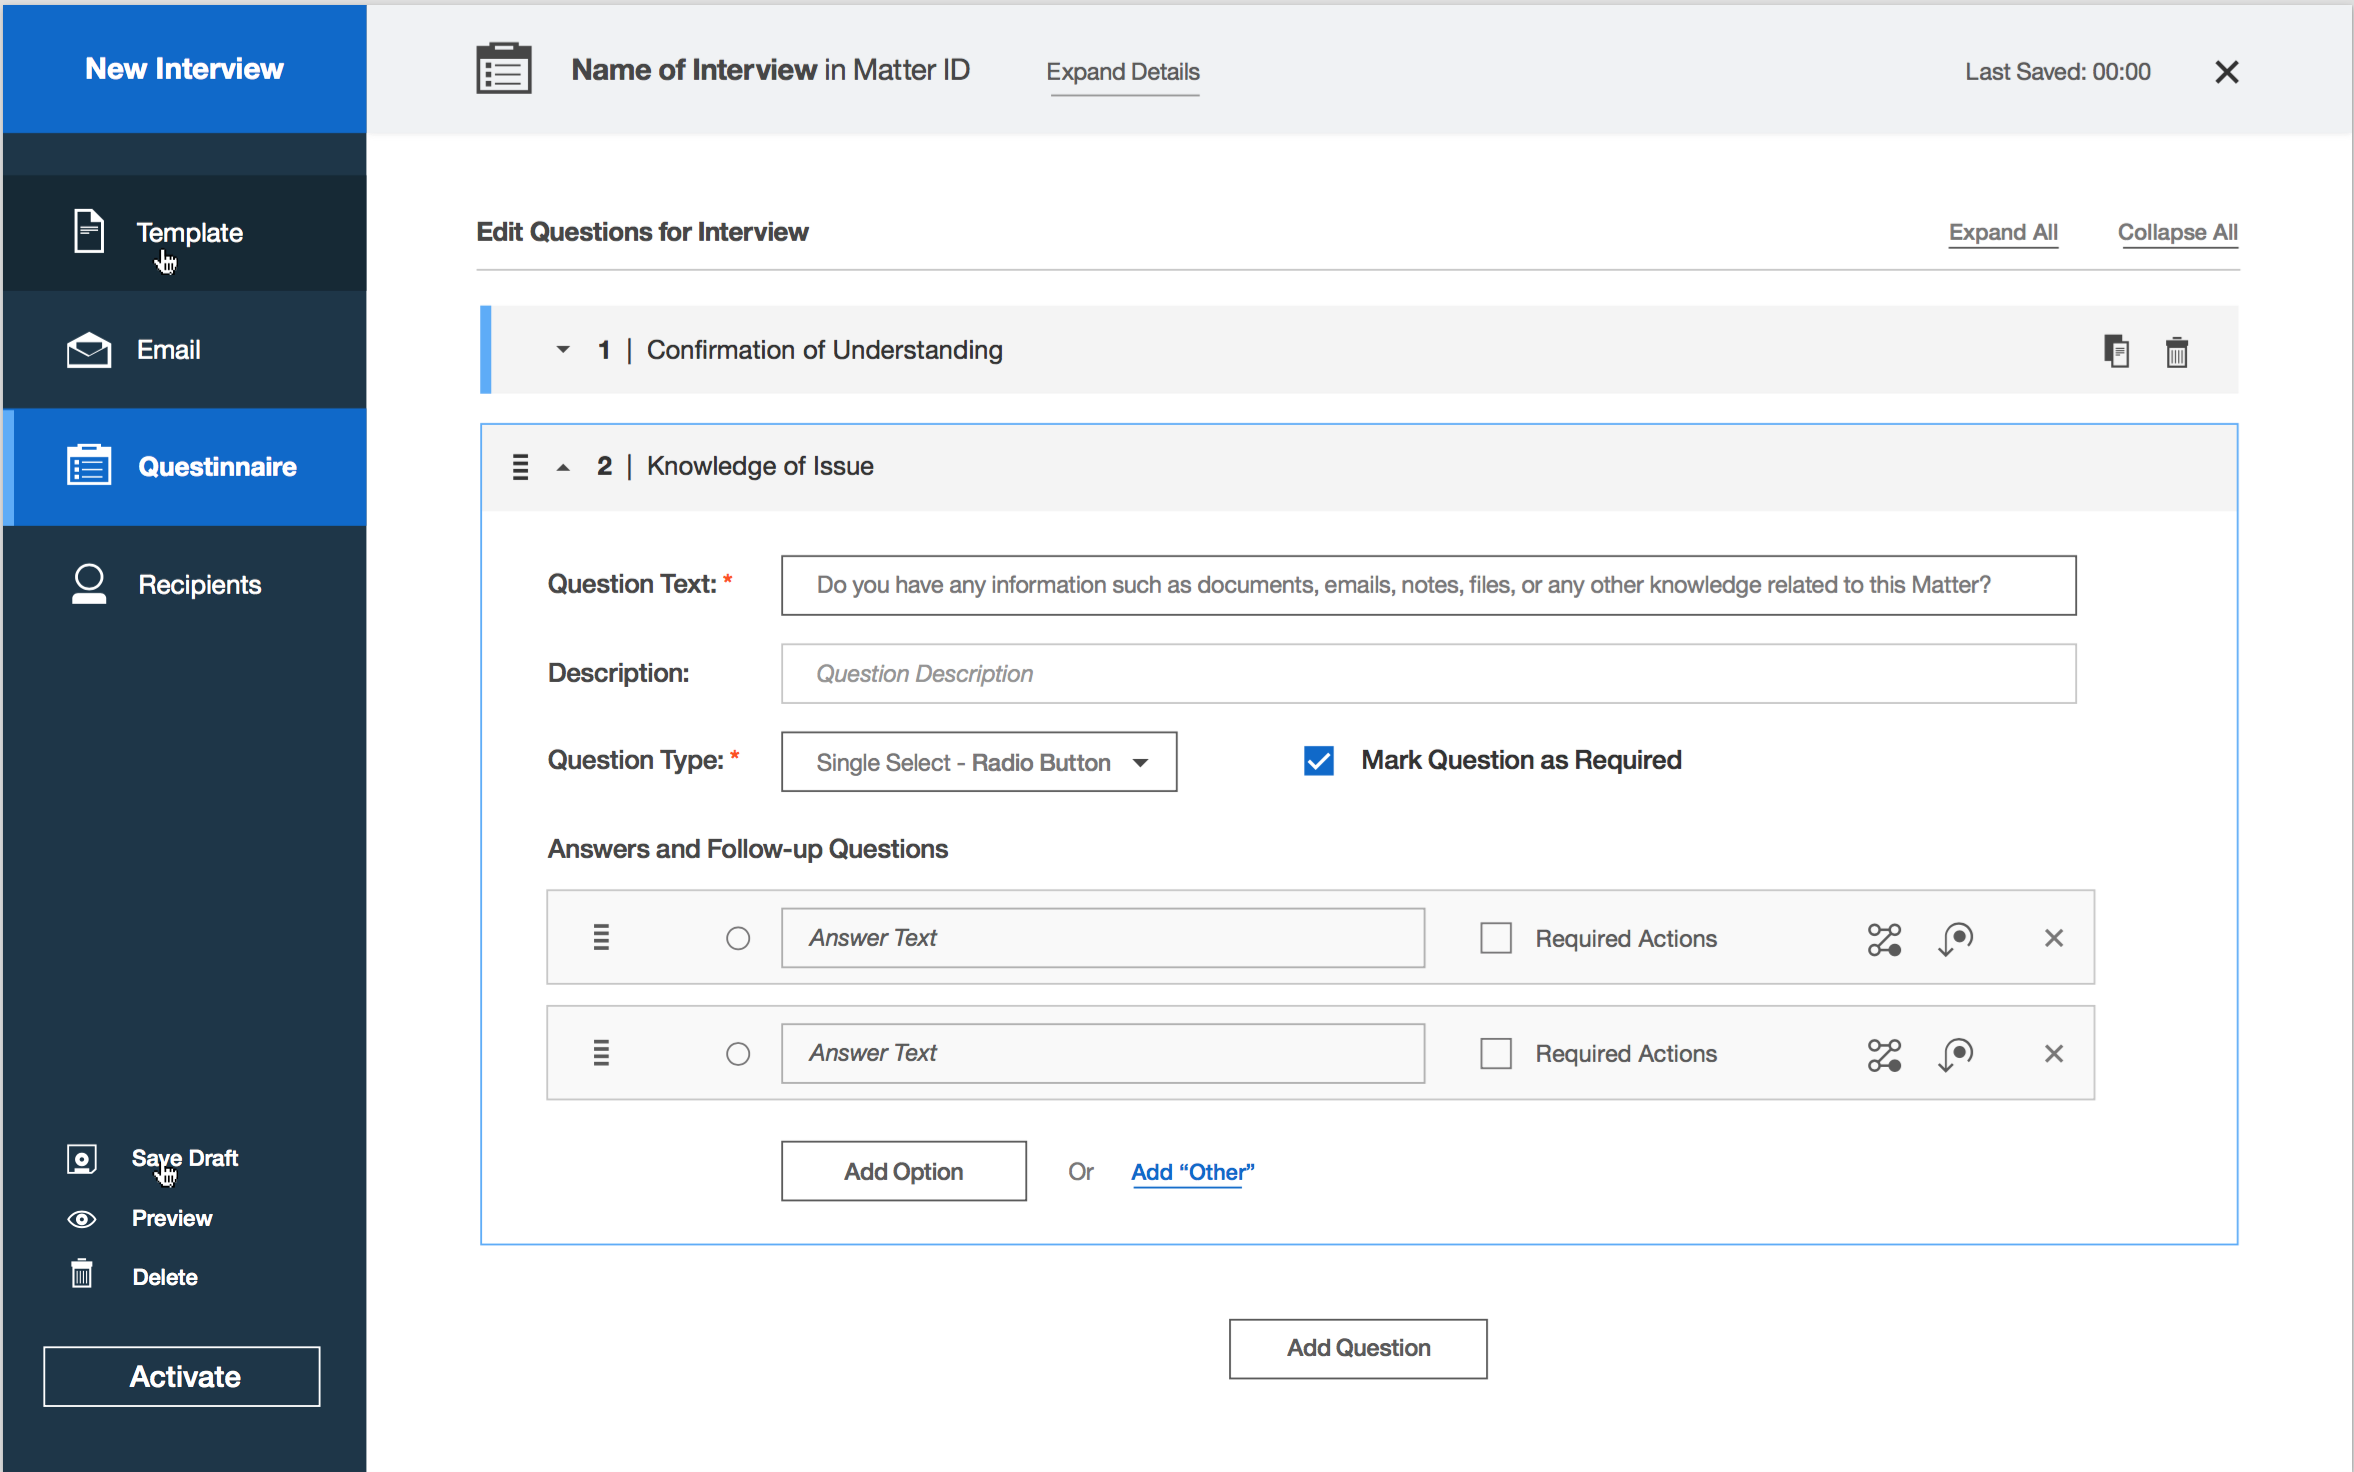 New Interview
Name of Interview in Matter ID
Expand Details
Last Saved: 00:00
Template
Email
Questinnaire
Recipients
Save Draft
Preview
Delete
Activate
Edit Questions for Interview
Expand All
Collapse All
1 | Confirmation of Understanding
2 | Knowledge of Issue
Question Text: *
Do you have any information such as documents, emails, notes, files, or any other knowledge related to this Matter?
Description:
Question Description
Question Type: *
Single Select - Radio Button
Mark Question as Required
Answers and Follow-up Questions
Answer Text
Required Actions
Answer Text
Required Actions
Add Option
Or
Add “Other”
Add Question